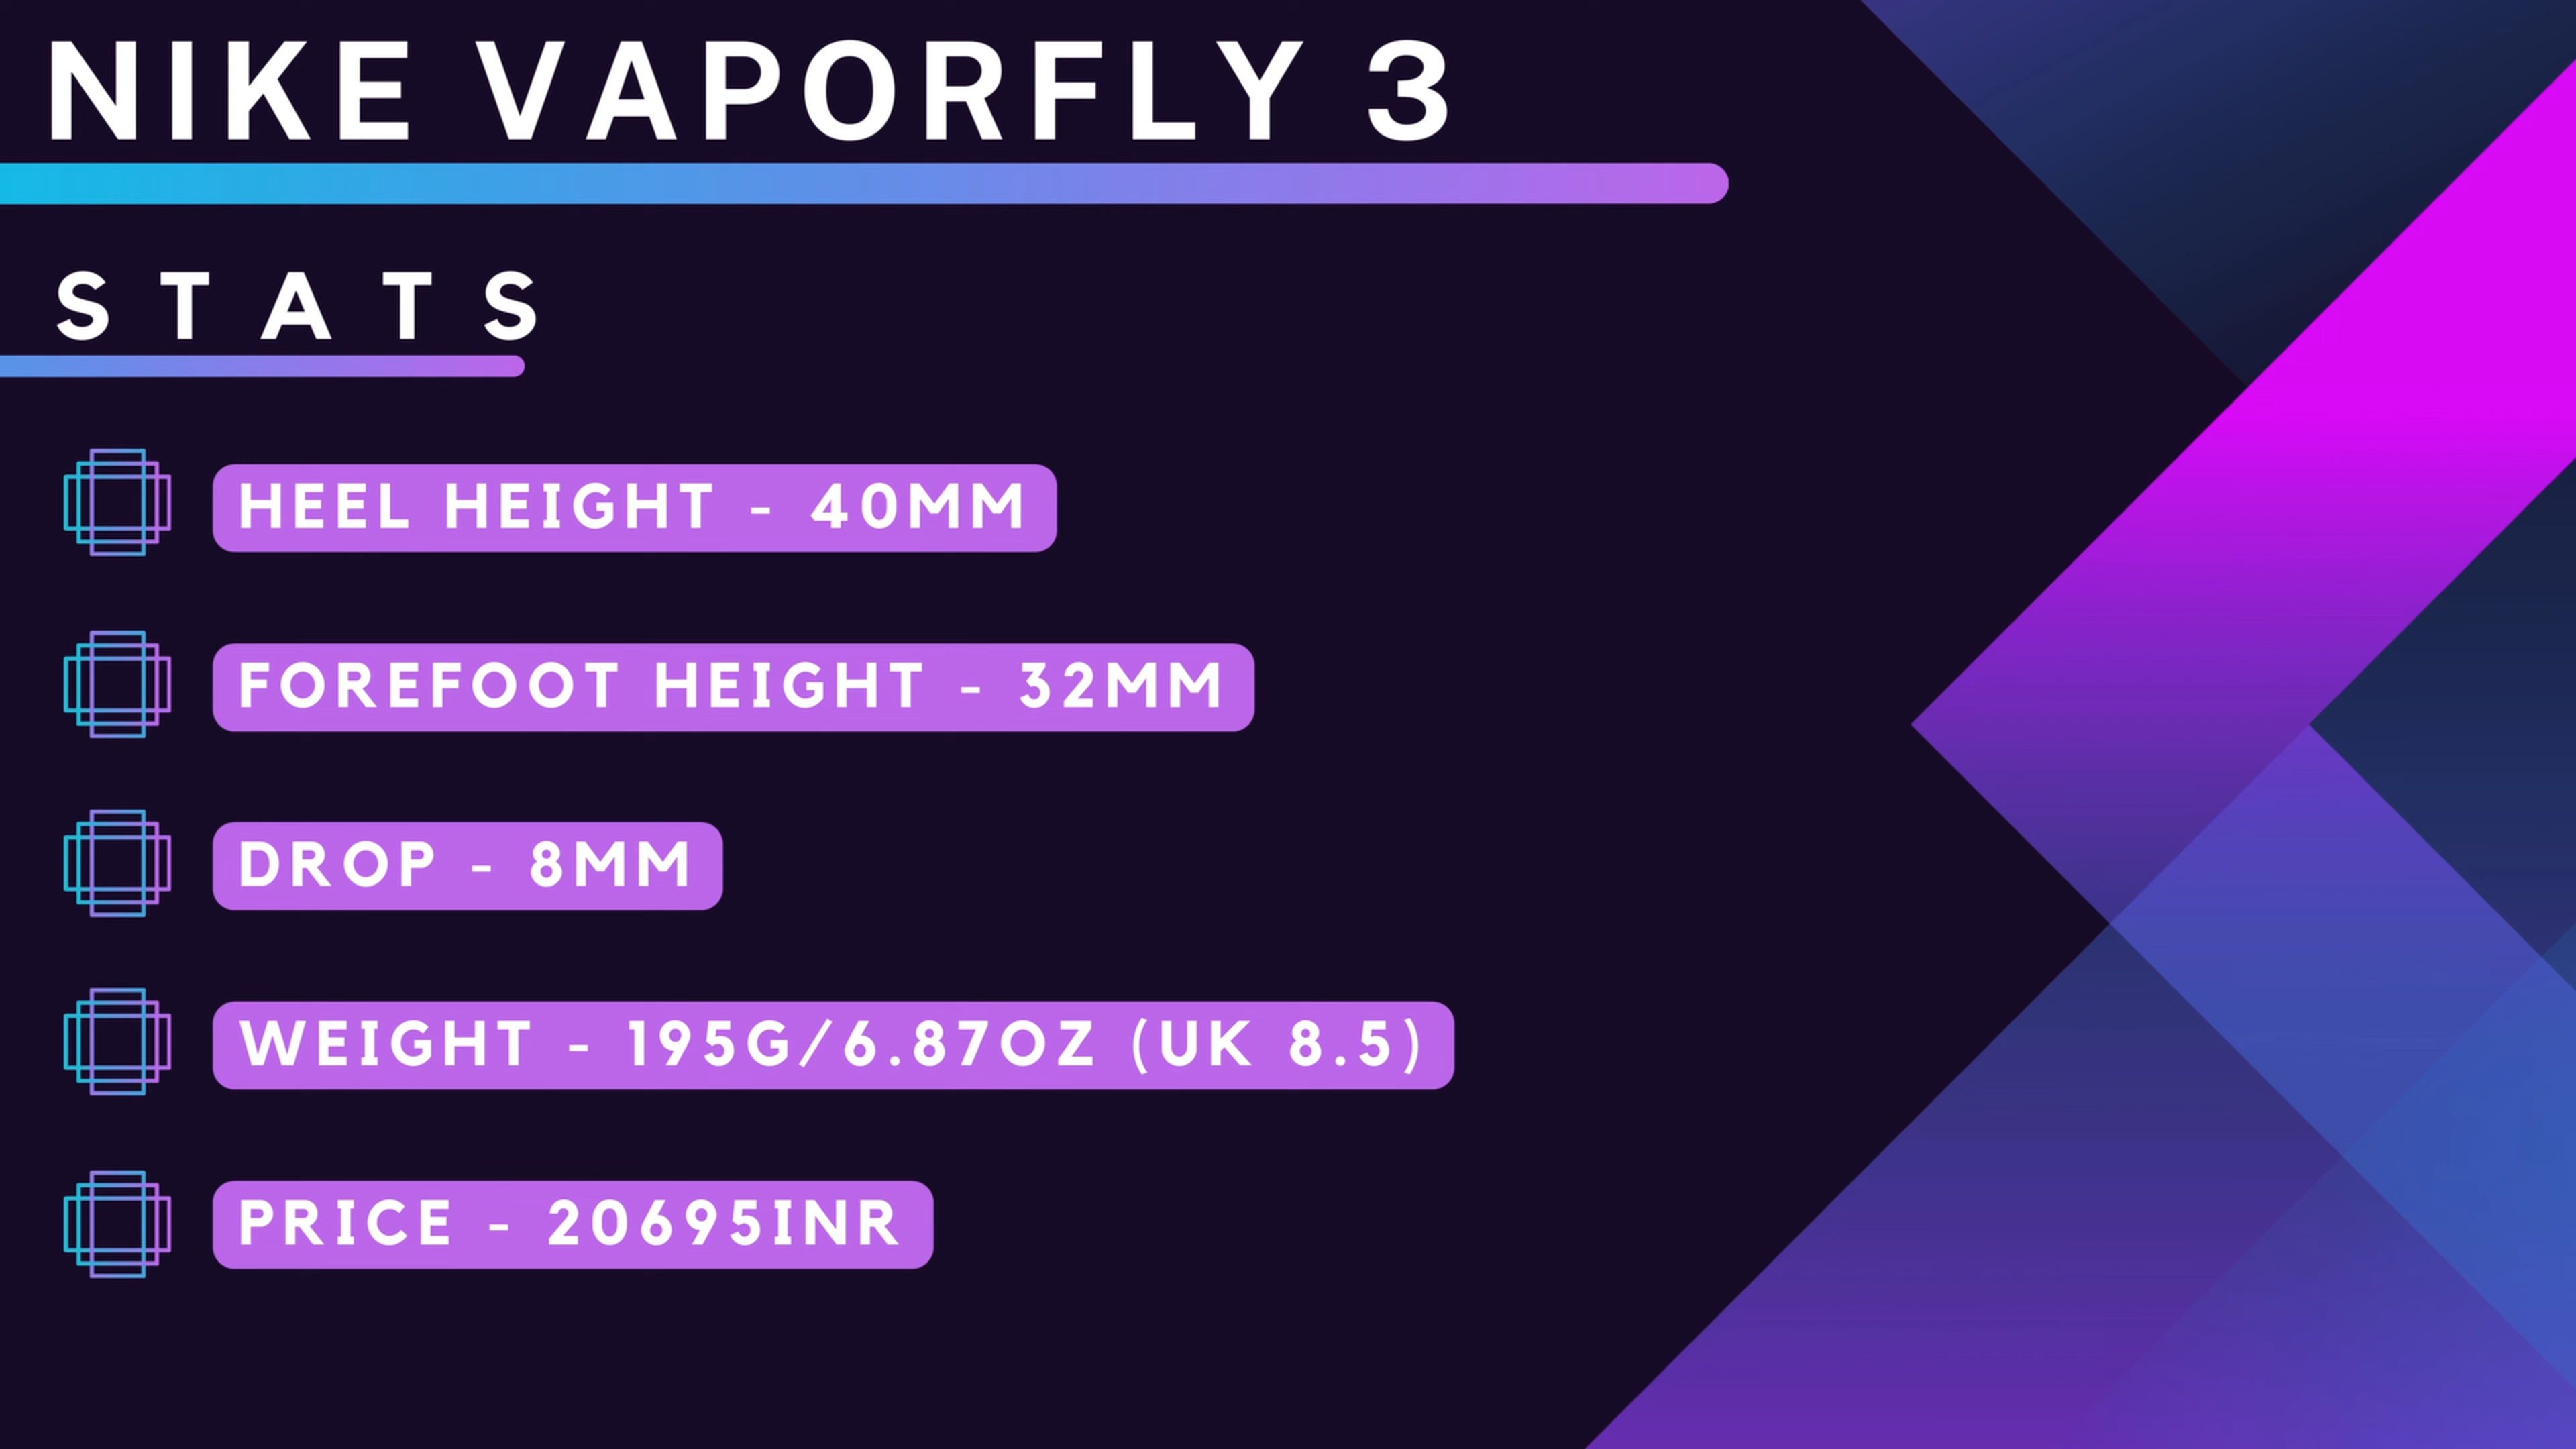 NIKE VAPORFLY 3
STATS
HEEL HEIGHT - 40MM
FOREFOOT HEIGHT - 32MM
DROP - 8MM
WEIGHT - 195G/6.87OZ (UK 8.5)
PRICE - 20695INR